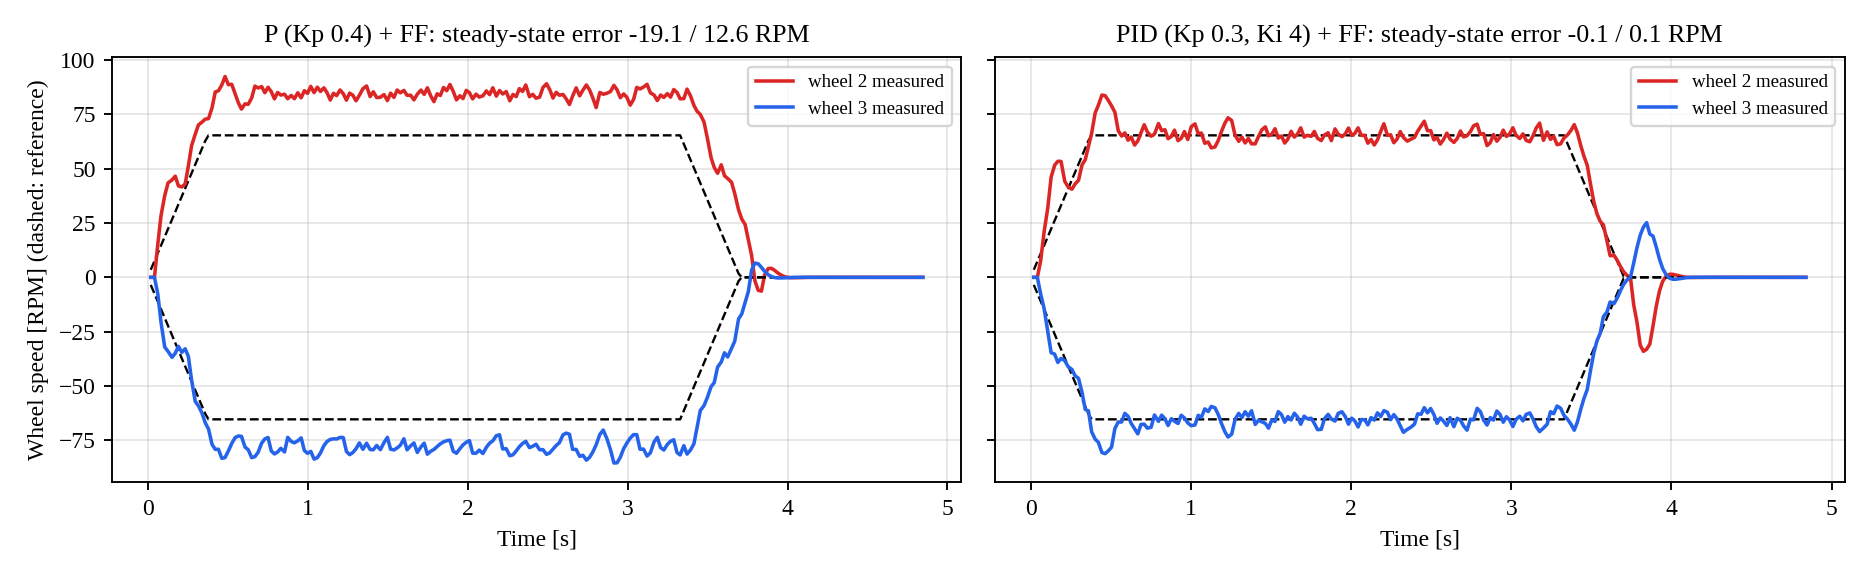 P (Kp 0.4) + FF: steady-state error -19.1 / 12.6 RPM
Wheel speed [RPM] (dashed: reference)
100
75
50
25
0
−25
−50
−75
wheel 2 measured
wheel 3 measured
0 1 2 3 4 5
Time [s]
PID (Kp 0.3, Ki 4) + FF: steady-state error -0.1 / 0.1 RPM
wheel 2 measured
wheel 3 measured
0 1 2 3 4 5
Time [s]